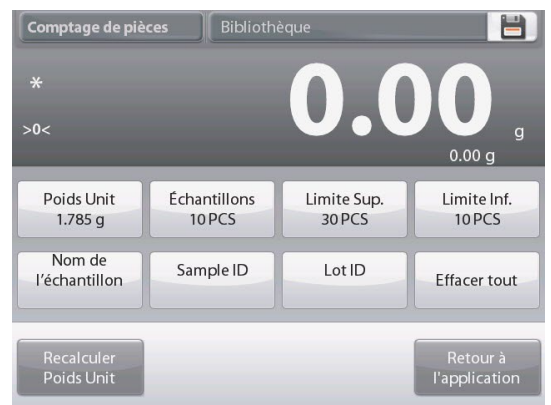 Comptage de pièces Bibliothèque
*
0.00 g
>0<
0.00 g
Poids Unit
1.785 g
Échantillons
10 PCS
Limite Sup.
30 PCS
Limite Inf.
10 PCS
Nom de
l'échantillon
Sample ID
Lot ID
Effacer tout
Recalculer
Poids Unit
Retour à
l'application